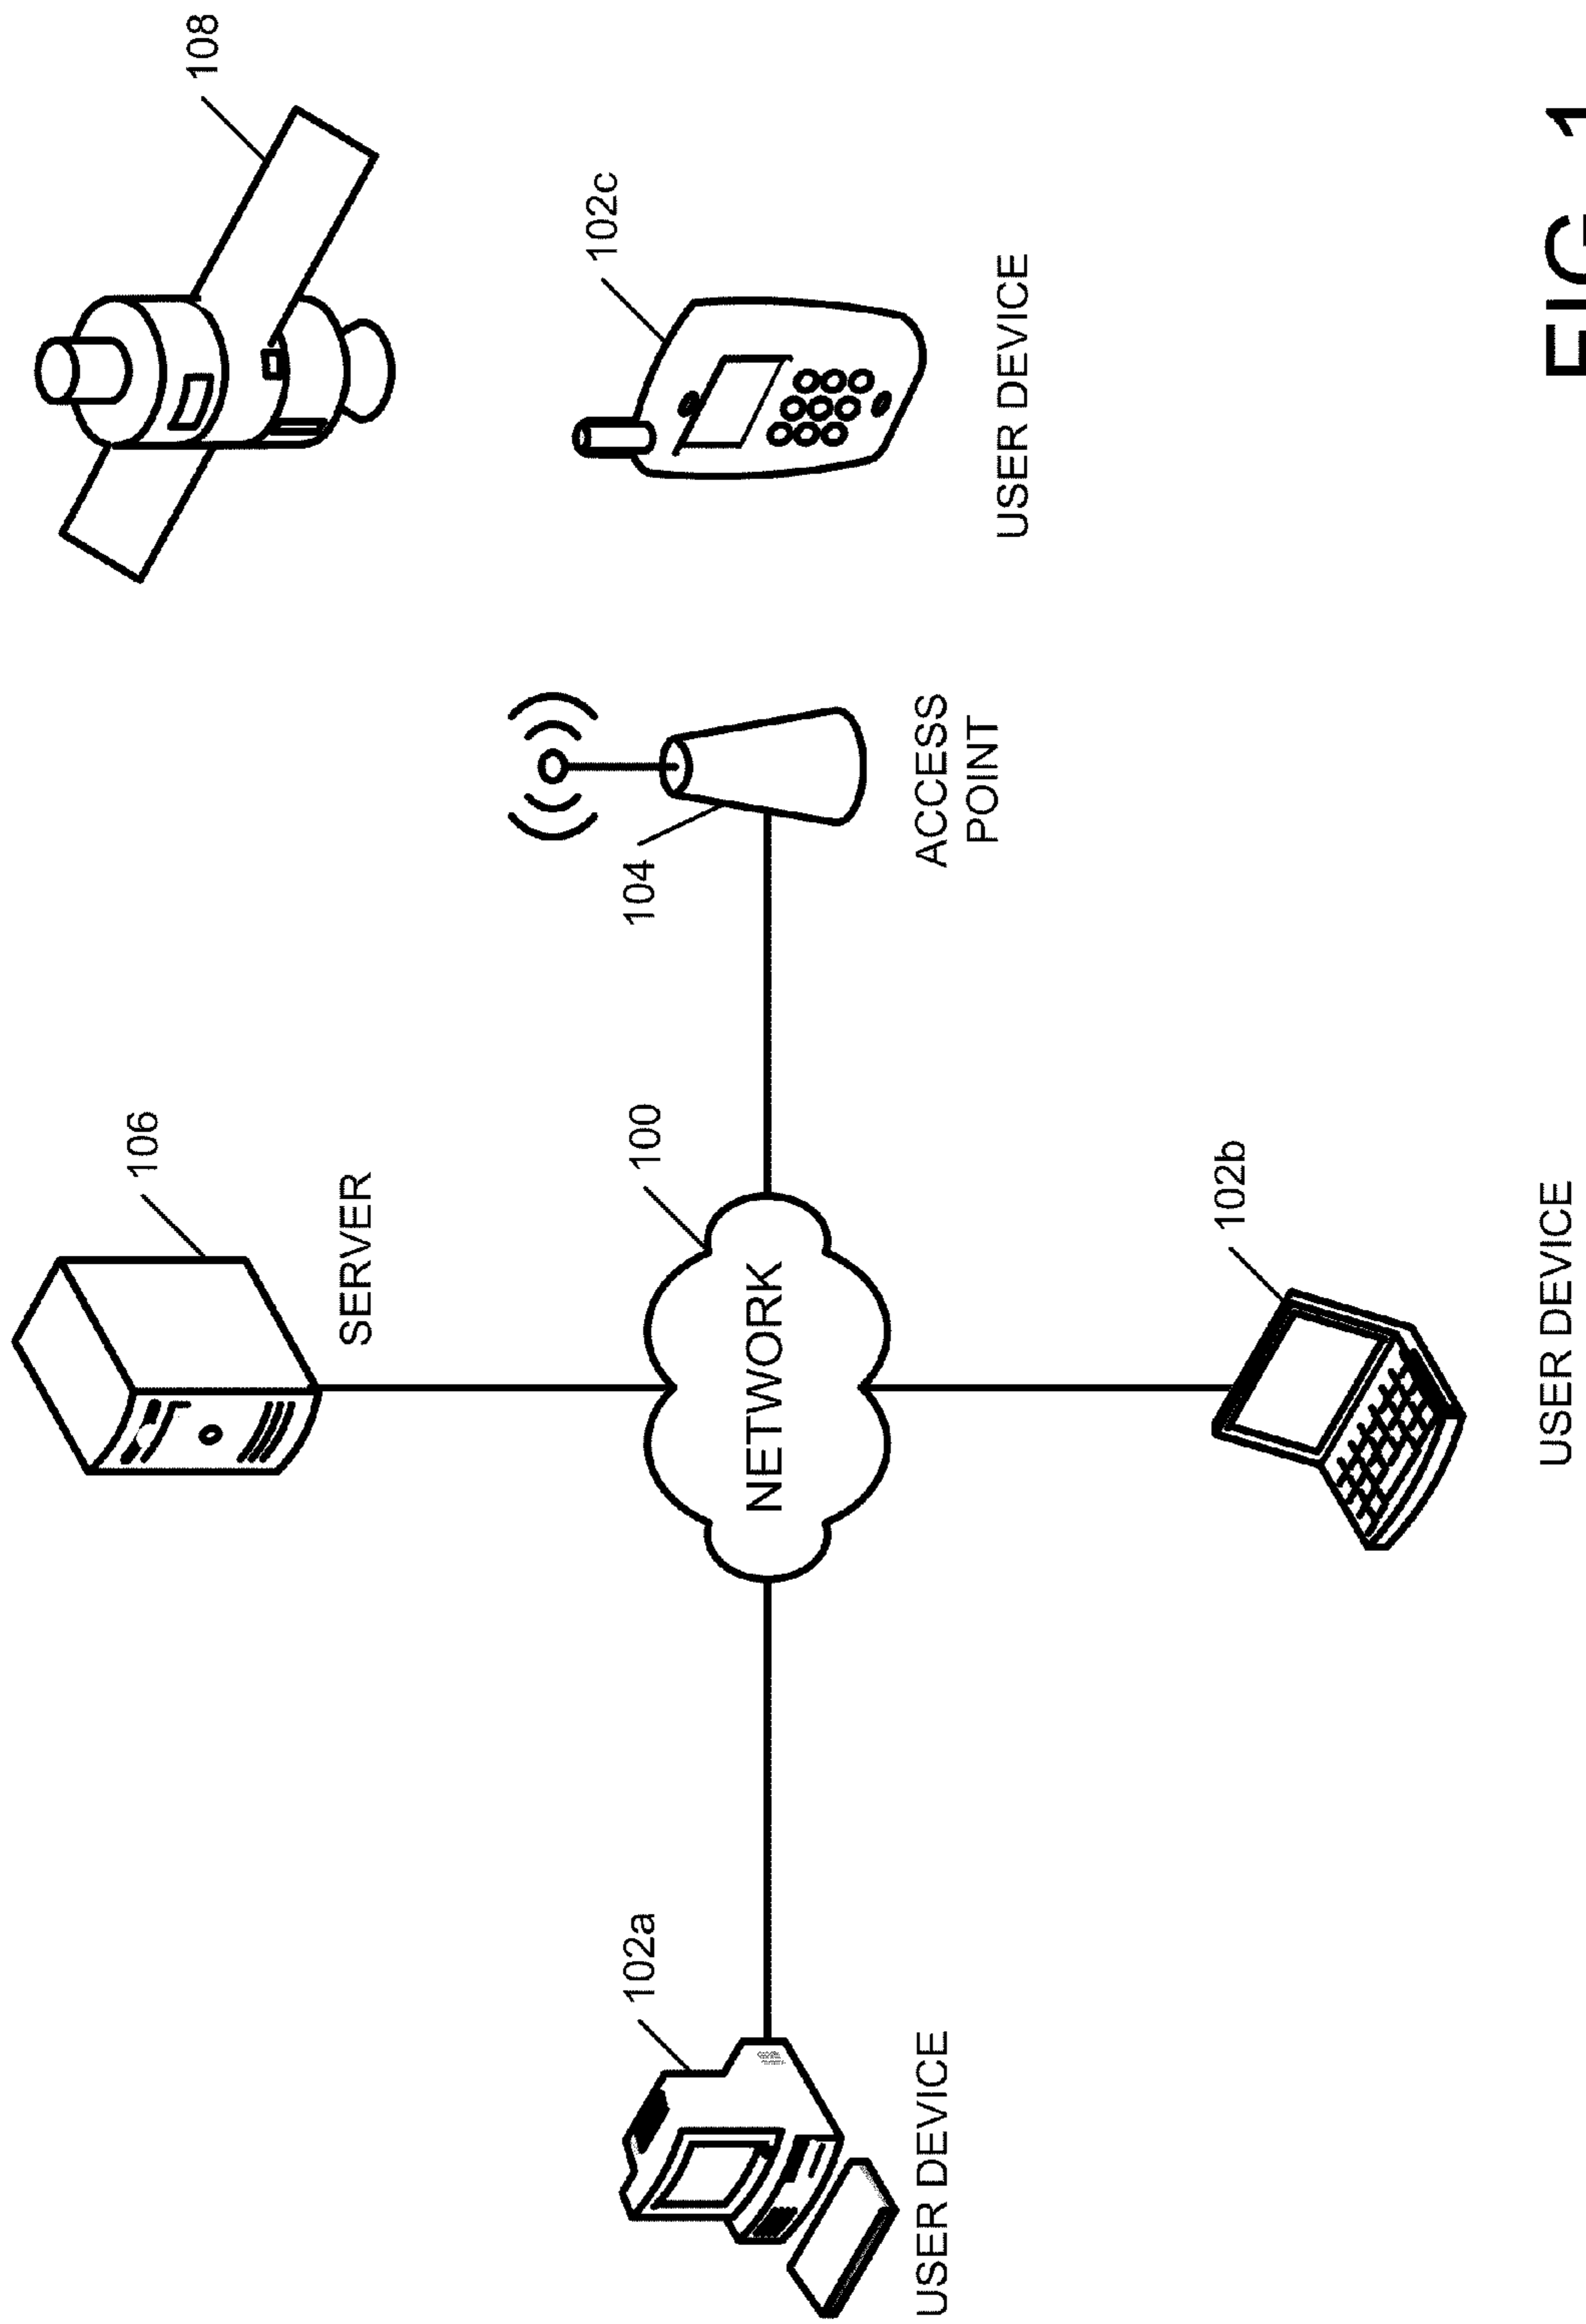 108
106
SERVER
102c
USER DEVICE
104
ACCESS
POINT
100
NETWORK
102a
USER DEVICE
102b
USER DEVICE
FIG. 1